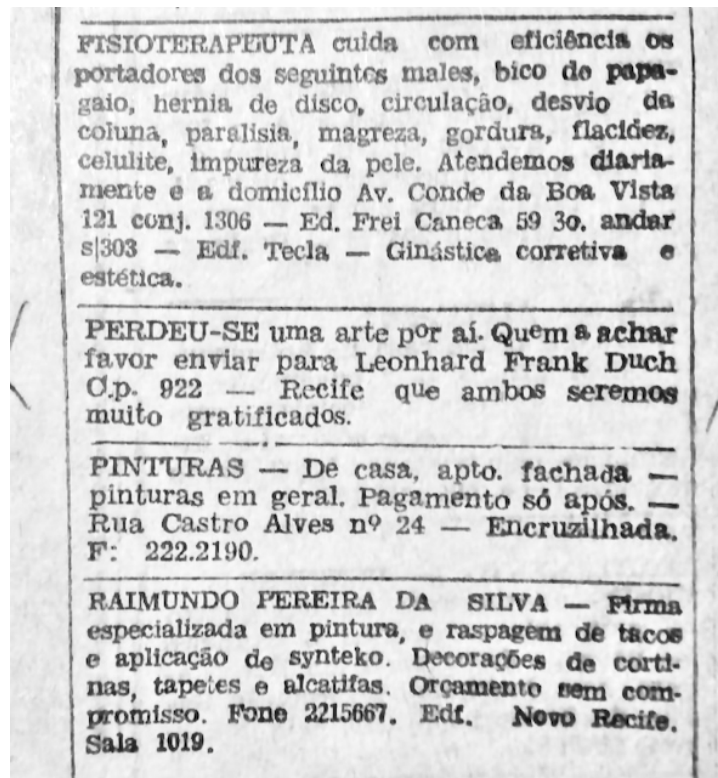 FISIOTERAPEUTA cuida com eficiência os
portadores dos seguintes males, bico de papa-
gaio, hernia de disco, circulação, desvio da
coluna, paralisia, magreza, gordura, flacidez,
celulite, impureza da pele. Atendemos diaria-
mente e a domicílio Av. Conde da Boa Vista
121 conj. 1306 — Ed. Frei Caneca 59 3o. andar
s|303 — Edf. Tecla — Ginástica corretiva e
estética.
PERDEU-SE uma arte por aí. Quem a achar
favor enviar para Leonhard Frank Duch
C.p. 922 — Recife que ambos seremos
muito gratificados.
PINTURAS — De casa, apto. fachada —
pinturas em geral. Pagamento só após. —
Rua Castro Alves nº 24 — Encruzilhada.
F: 222.2190.
RAIMUNDO PEREIRA DA SILVA — Firma
especializada em pintura, e raspagem de tacos
e aplicação de synteko. Decorações de corti-
nas, tapetes e alcatifas. Orçamento sem com-
promisso. Fone 2215667. Edf. Novo Recife.
Sala 1019.